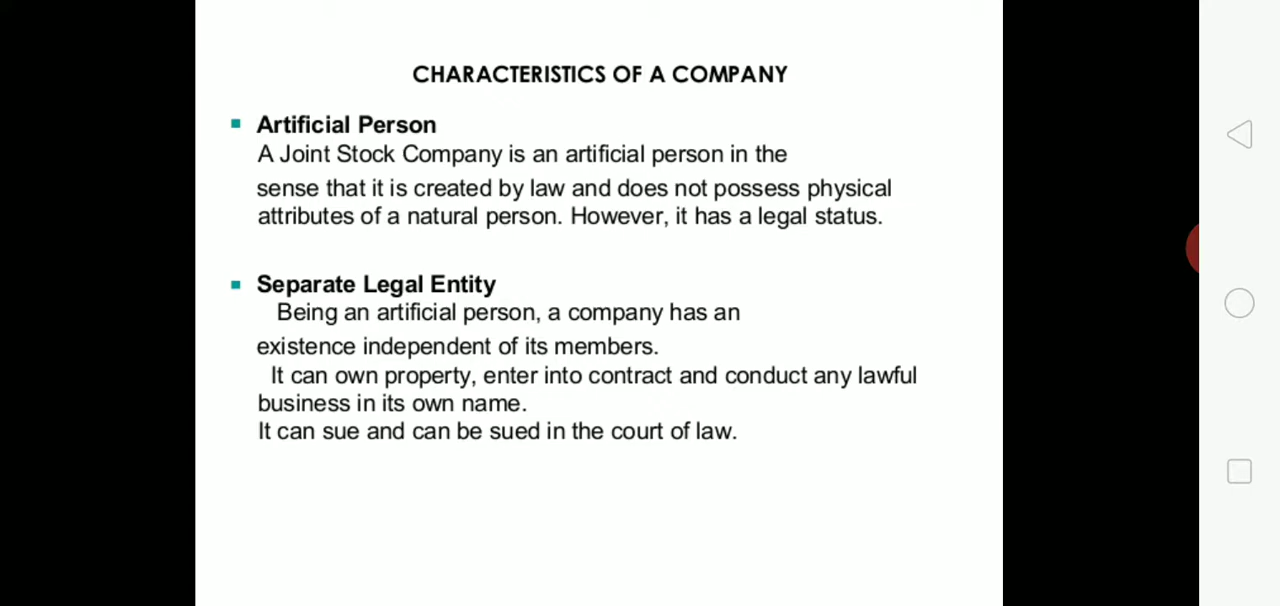 CHARACTERISTICS OF A COMPANY
Artificial Person
A Joint Stock Company is an artificial person in the
sense that it is created by law and does not possess physical
attributes of a natural person. However, it has a legal status.
Separate Legal Entity
Being an artificial person, a company has an
existence independent of its members.
It can own property, enter into contract and conduct any lawful
business in its own name.
It can sue and can be sued in the court of law.